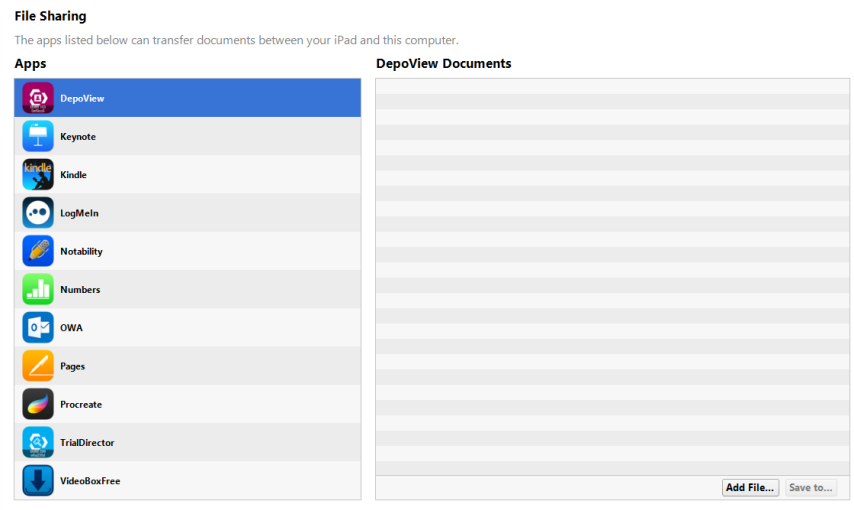 File Sharing
The apps listed below can transfer documents between your iPad and this computer.
Apps
DepoView
Keynote
kindle
Kindle
LogMeIn
Notability
Numbers
OWA
Pages
Procreate
TrialDirector
VideoBoxFree
DepoView Documents
Add File...
Save to...